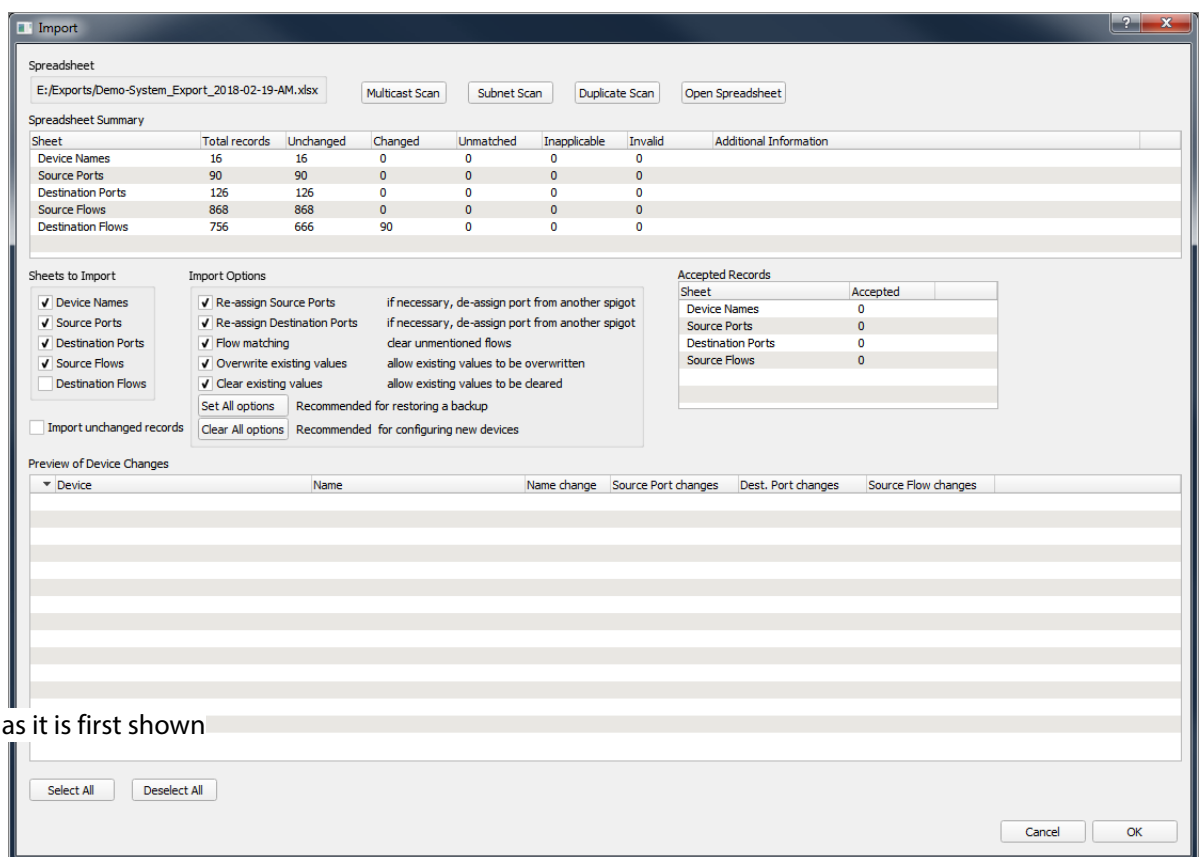 Import
Spreadsheet
E:/Exports/Demo-System_Export_2018-02-19-AM.xlsx Multicast Scan Subnet Scan Duplicate Scan Open Spreadsheet
Spreadsheet Summary
Sheet Total records Unchanged Changed Unmatched Inapplicable Invalid Additional Information
Device Names 16 16 0 0 0 0
Source Ports 90 90 0 0 0 0
Destination Ports 126 126 0 0 0 0
Source Flows 868 868 0 0 0 0
Destination Flows 756 666 90 0 0 0
Sheets to Import
Device Names
Source Ports
Destination Ports
Source Flows
Destination Flows
Import unchanged records
Import Options
Re-assign Source Ports if necessary, de-assign port from another spigot
Re-assign Destination Ports if necessary, de-assign port from another spigot
Flow matching clear unmentioned flows
Overwrite existing values allow existing values to be overwritten
Clear existing values allow existing values to be cleared
Set All options Recommended for restoring a backup
Clear All options Recommended for configuring new devices
Accepted Records
Sheet Accepted
Device Names 0
Source Ports 0
Destination Ports 0
Source Flows 0
Preview of Device Changes
Device Name Name change Source Port changes Dest. Port changes Source Flow changes
as it is first shown
Select All Deselect All
Cancel OK